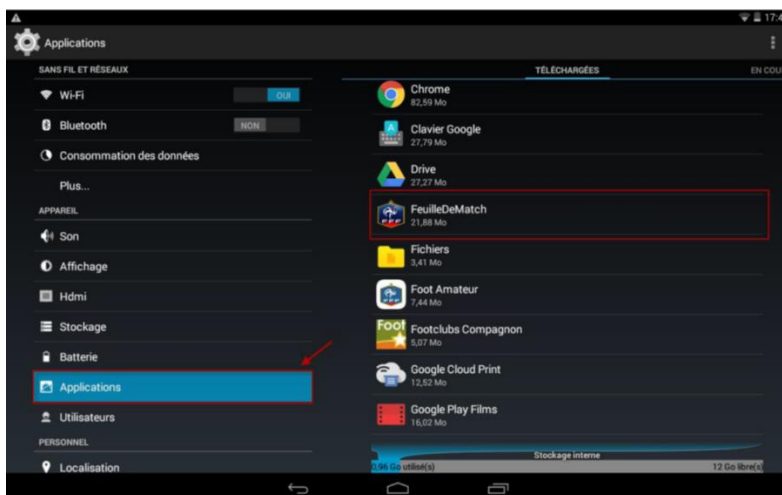 17:4
Applications
SANS FIL ET RÉSEAUX
Wi-Fi
OUI
Bluetooth
NON
Consommation des données
Plus...
APPAREIL
Son
Affichage
Hdmi
Stockage
Batterie
Applications
Utilisateurs
PERSONNEL
Localisation
TÉLÉCHARGÉES
EN COU
Chrome
82,59 Mo
Clavier Google
27,79 Mo
Drive
27,27 Mo
FeuilleDeMatch
21,88 Mo
Fichiers
3,41 Mo
Foot Amateur
7,44 Mo
Foot
Footclubs Compagnon
5,07 Mo
Google Cloud Print
12,52 Mo
Google Play Films
16,02 Mo
Stockage interne
0,96 Go utilisé(s)
12 Go libre(s)